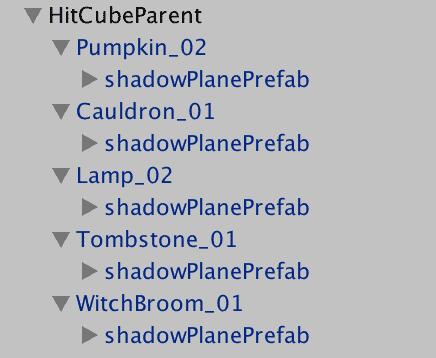 HitCubeParent
Pumpkin_02
shadowPlanePrefab
Cauldron_01
shadowPlanePrefab
Lamp_02
shadowPlanePrefab
Tombstone_01
shadowPlanePrefab
WitchBroom_01
shadowPlanePrefab